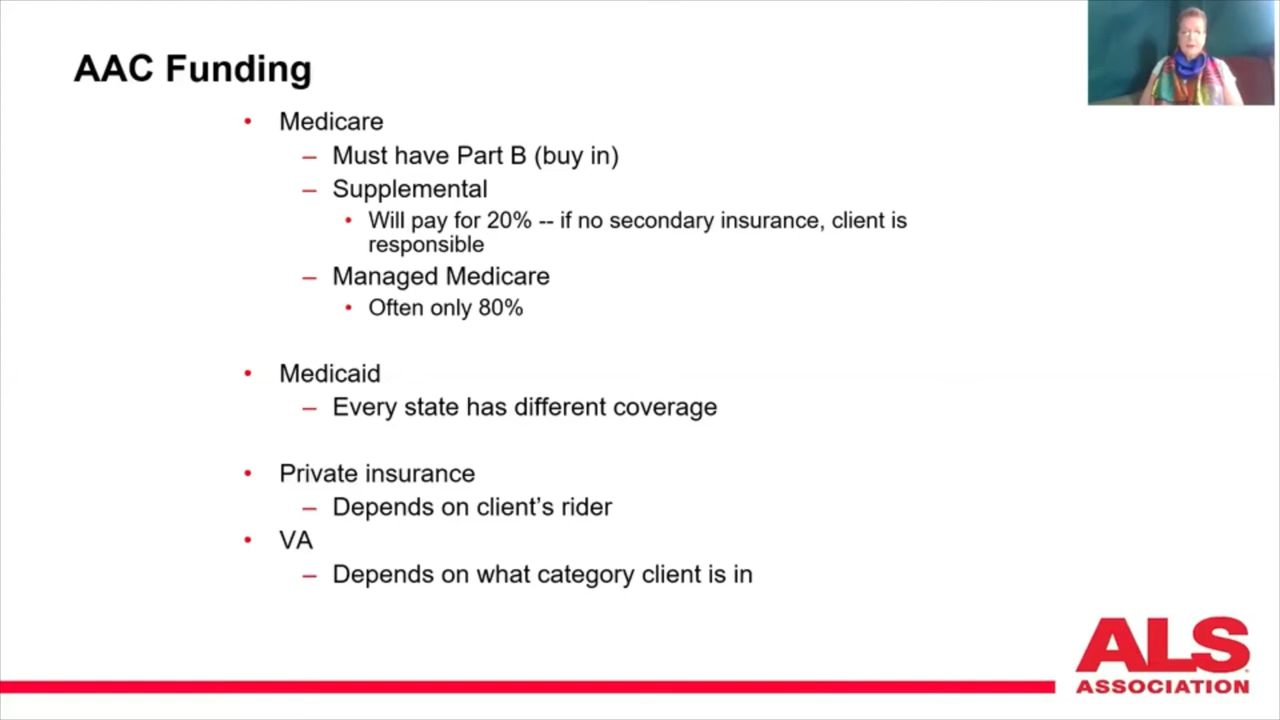 AAC Funding
• Medicare
– Must have Part B (buy in)
– Supplemental
• Will pay for 20% -- if no secondary insurance, client is
responsible
– Managed Medicare
• Often only 80%
• Medicaid
– Every state has different coverage
• Private insurance
– Depends on client’s rider
• VA
– Depends on what category client is in
ALS
ASSOCIATION